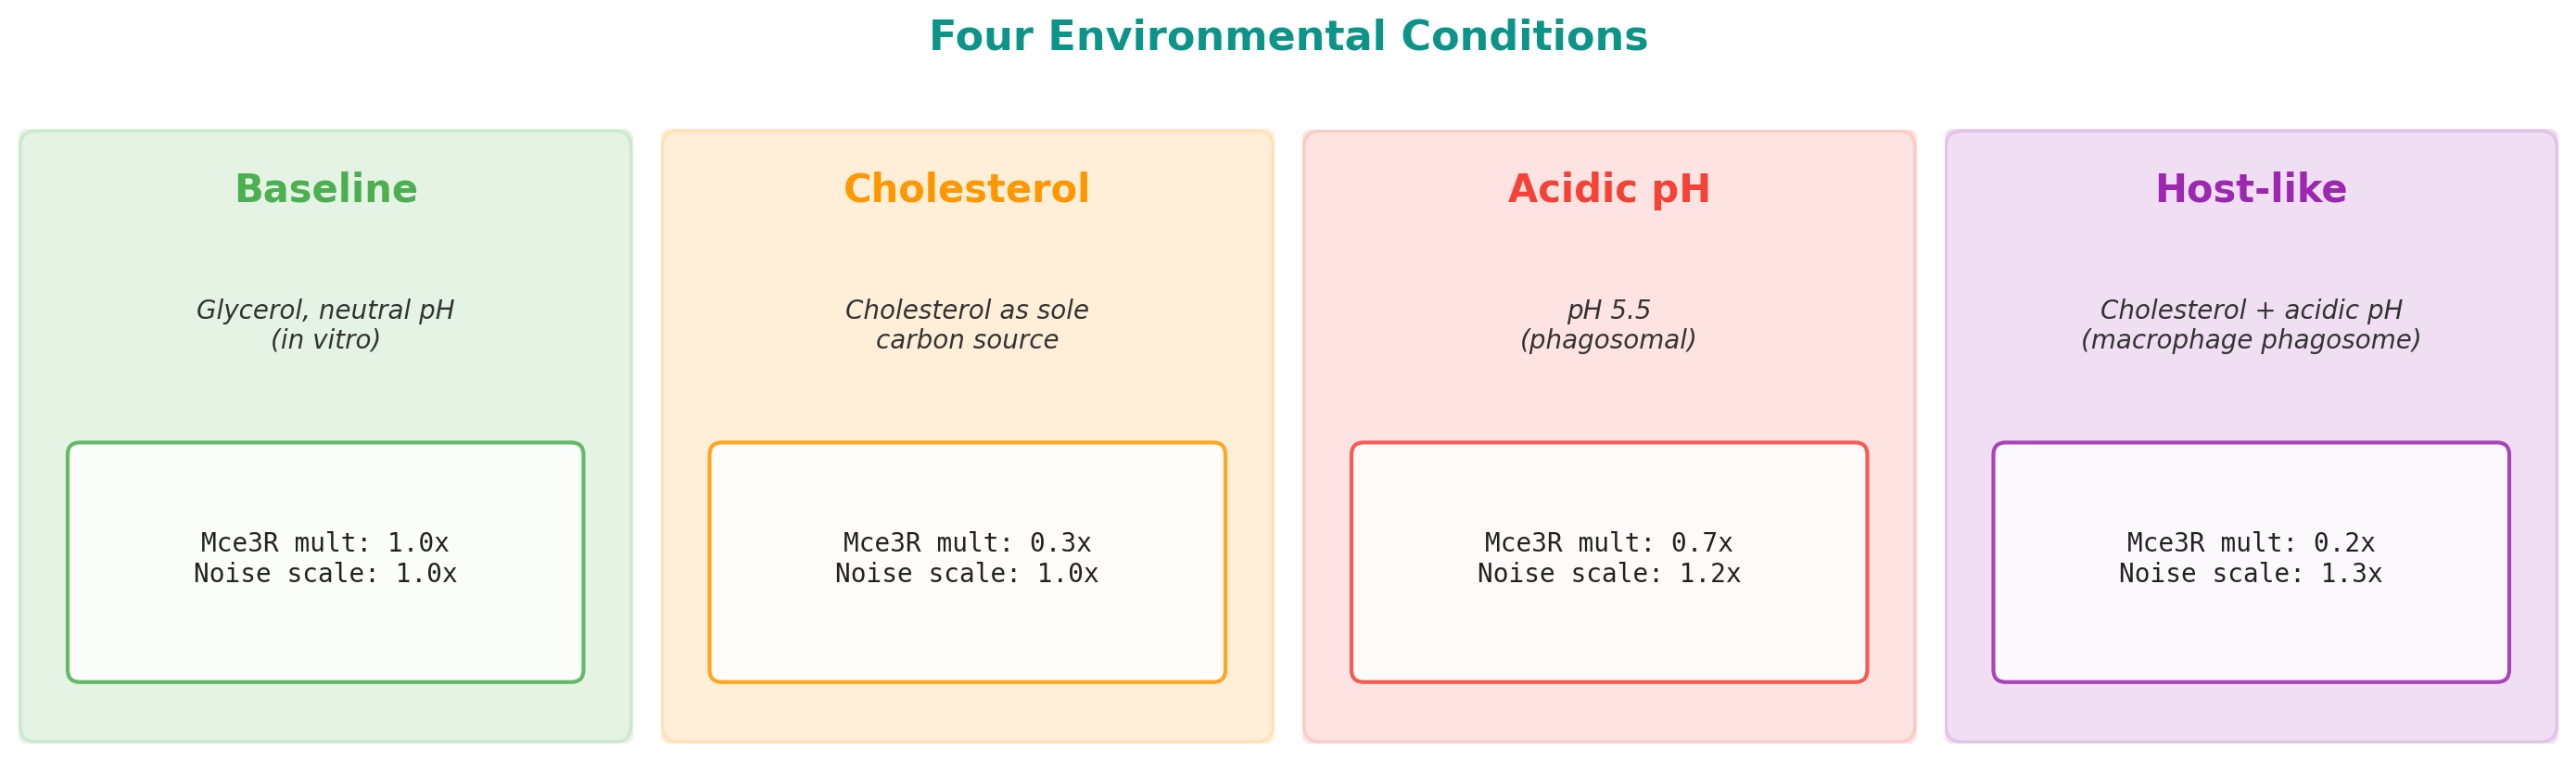 Four Environmental Conditions
Baseline
Glycerol, neutral pH
(in vitro)
Mce3R mult: 1.0x
Noise scale: 1.0x
Cholesterol
Cholesterol as sole
carbon source
Mce3R mult: 0.3x
Noise scale: 1.0x
Acidic pH
pH 5.5
(phagosomal)
Mce3R mult: 0.7x
Noise scale: 1.2x
Host-like
Cholesterol + acidic pH
(macrophage phagosome)
Mce3R mult: 0.2x
Noise scale: 1.3x